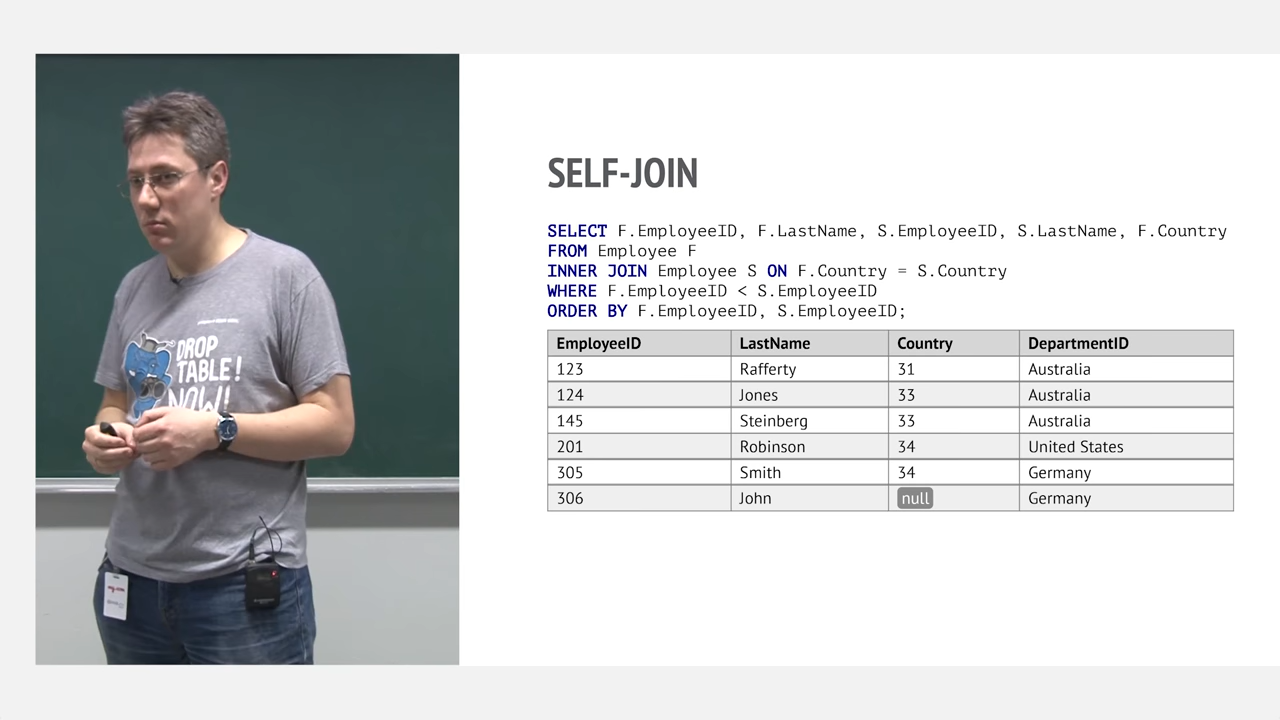 SELF-JOIN
SELECT F.EmployeeID, F.LastName, S.EmployeeID, S.LastName, F.Country
FROM Employee F
INNER JOIN Employee S ON F.Country = S.Country
WHERE F.EmployeeID < S.EmployeeID
ORDER BY F.EmployeeID, S.EmployeeID;
EmployeeID LastName Country DepartmentID
123 Rafferty 31 Australia
124 Jones 33 Australia
145 Steinberg 33 Australia
201 Robinson 34 United States
305 Smith 34 Germany
306 John null Germany
DROP
TABLE!
NOW!